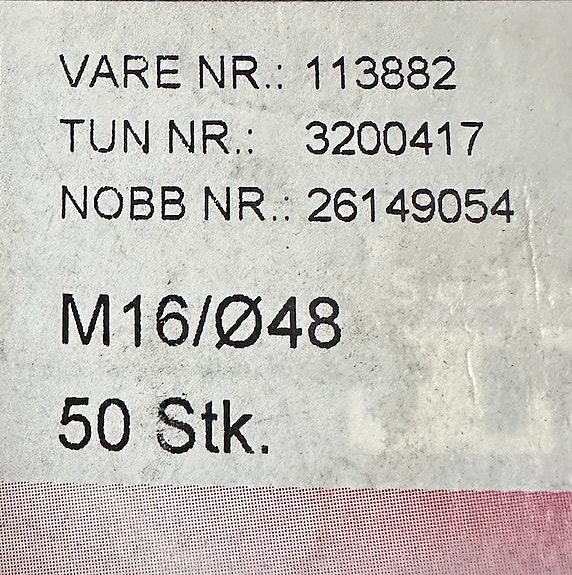 VARE NR.: 113882
TUN NR.: 3200417
NOBB NR.: 26149054
M16/Ø48
50 Stk.